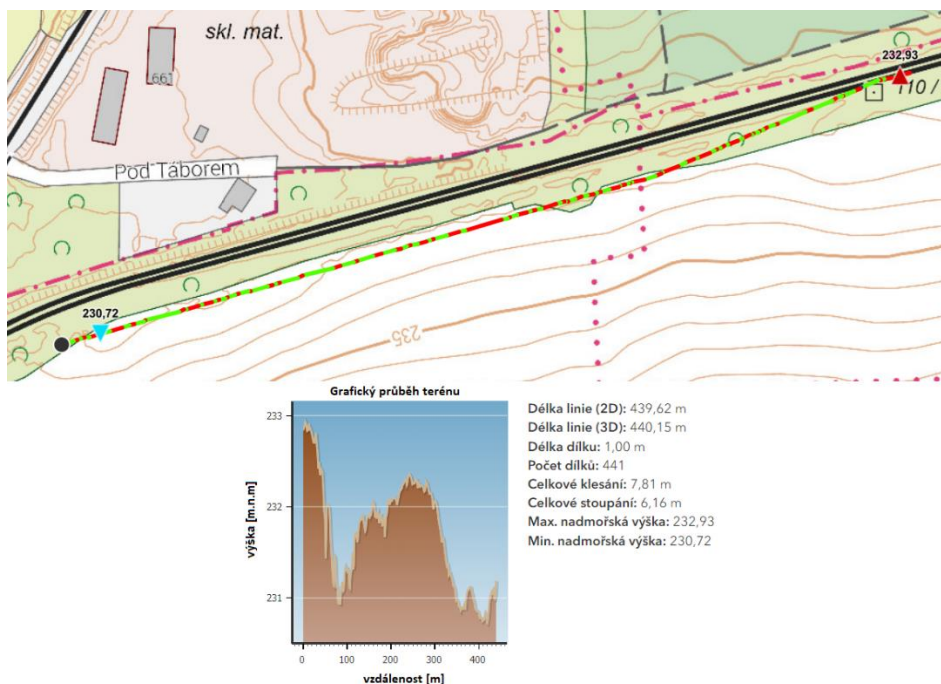 skl. mat.
661
232,93
110 /
Pod Táborem
230,72
235
Grafický průběh terénu
233
232
231
výška [m.n.m]
0 100 200 300 400
vzdálenost [m]
Délka linie (2D): 439,62 m
Délka linie (3D): 440,15 m
Délka dílku: 1,00 m
Počet dílků: 441
Celkové klesání: 7,81 m
Celkové stoupání: 6,16 m
Max. nadmořská výška: 232,93
Min. nadmořská výška: 230,72